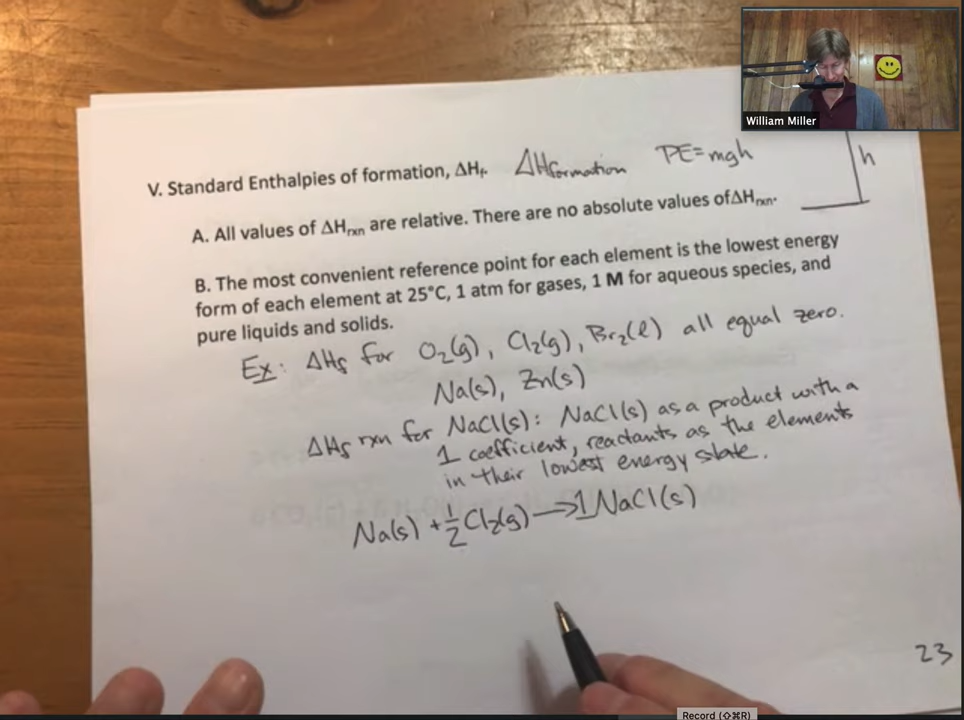 William Miller
V. Standard Enthalpies of formation, ΔHf. ΔHformation PE=mgh
h
A. All values of ΔHrxn are relative. There are no absolute values of ΔHrxn.
B. The most convenient reference point for each element is the lowest energy
form of each element at 25°C, 1 atm for gases, 1 M for aqueous species, and
pure liquids and solids.
Ex: ΔHf for O2(g), Cl2(g), Br2(l) all equal zero.
Na(s), Zn(s)
ΔHf rxn for NaCl(s): NaCl(s) as a product with a
1 coefficient, reactants as the elements
in their lowest energy state.
Na(s) + 1/2 Cl2(g) → 1 NaCl(s)
23
Record (⇧⌘R)